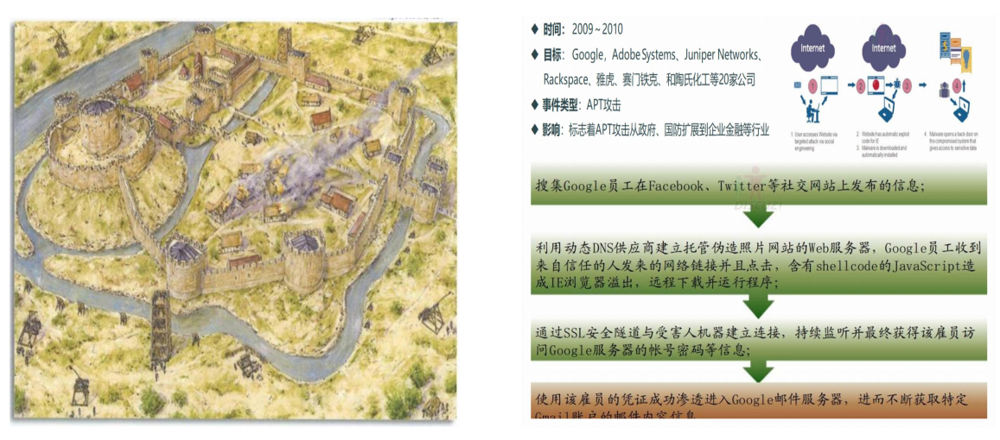 ◆ 时间： 2009～2010
◆ 目标： Google，Adobe Systems、Juniper Networks、
Rackspace、雅虎、赛门铁克、和陶氏化工等20家公司
◆ 事件类型：APT攻击
◆ 影响：标志着APT攻击从政府、国防扩展到企业金融等行业
Internet
Internet
1
2
3
4
1 User accesses Website via
targeted attack via social
engineering
2 Website has automatic exploit
code for IE
3 Malware is downloaded and
automatically installed
4 Malware opens a back door on
the compromised system that
gives access to sensitive data
搜集Google员工在Facebook、Twitter等社交网站上发布的信息；
利用动态DNS供应商建立托管伪造照片网站的Web服务器，Google员工收到
来自信任的人发来的网络链接并且点击，含有shellcode的JavaScript造
成IE浏览器溢出，远程下载并运行程序；
通过SSL安全隧道与受害人机器建立连接，持续监听并最终获得该雇员访
问Google服务器的帐号密码等信息；
使用该雇员的凭证成功渗透进入Google邮件服务器，进而不断获取特定
Gmail账户的邮件内容信息